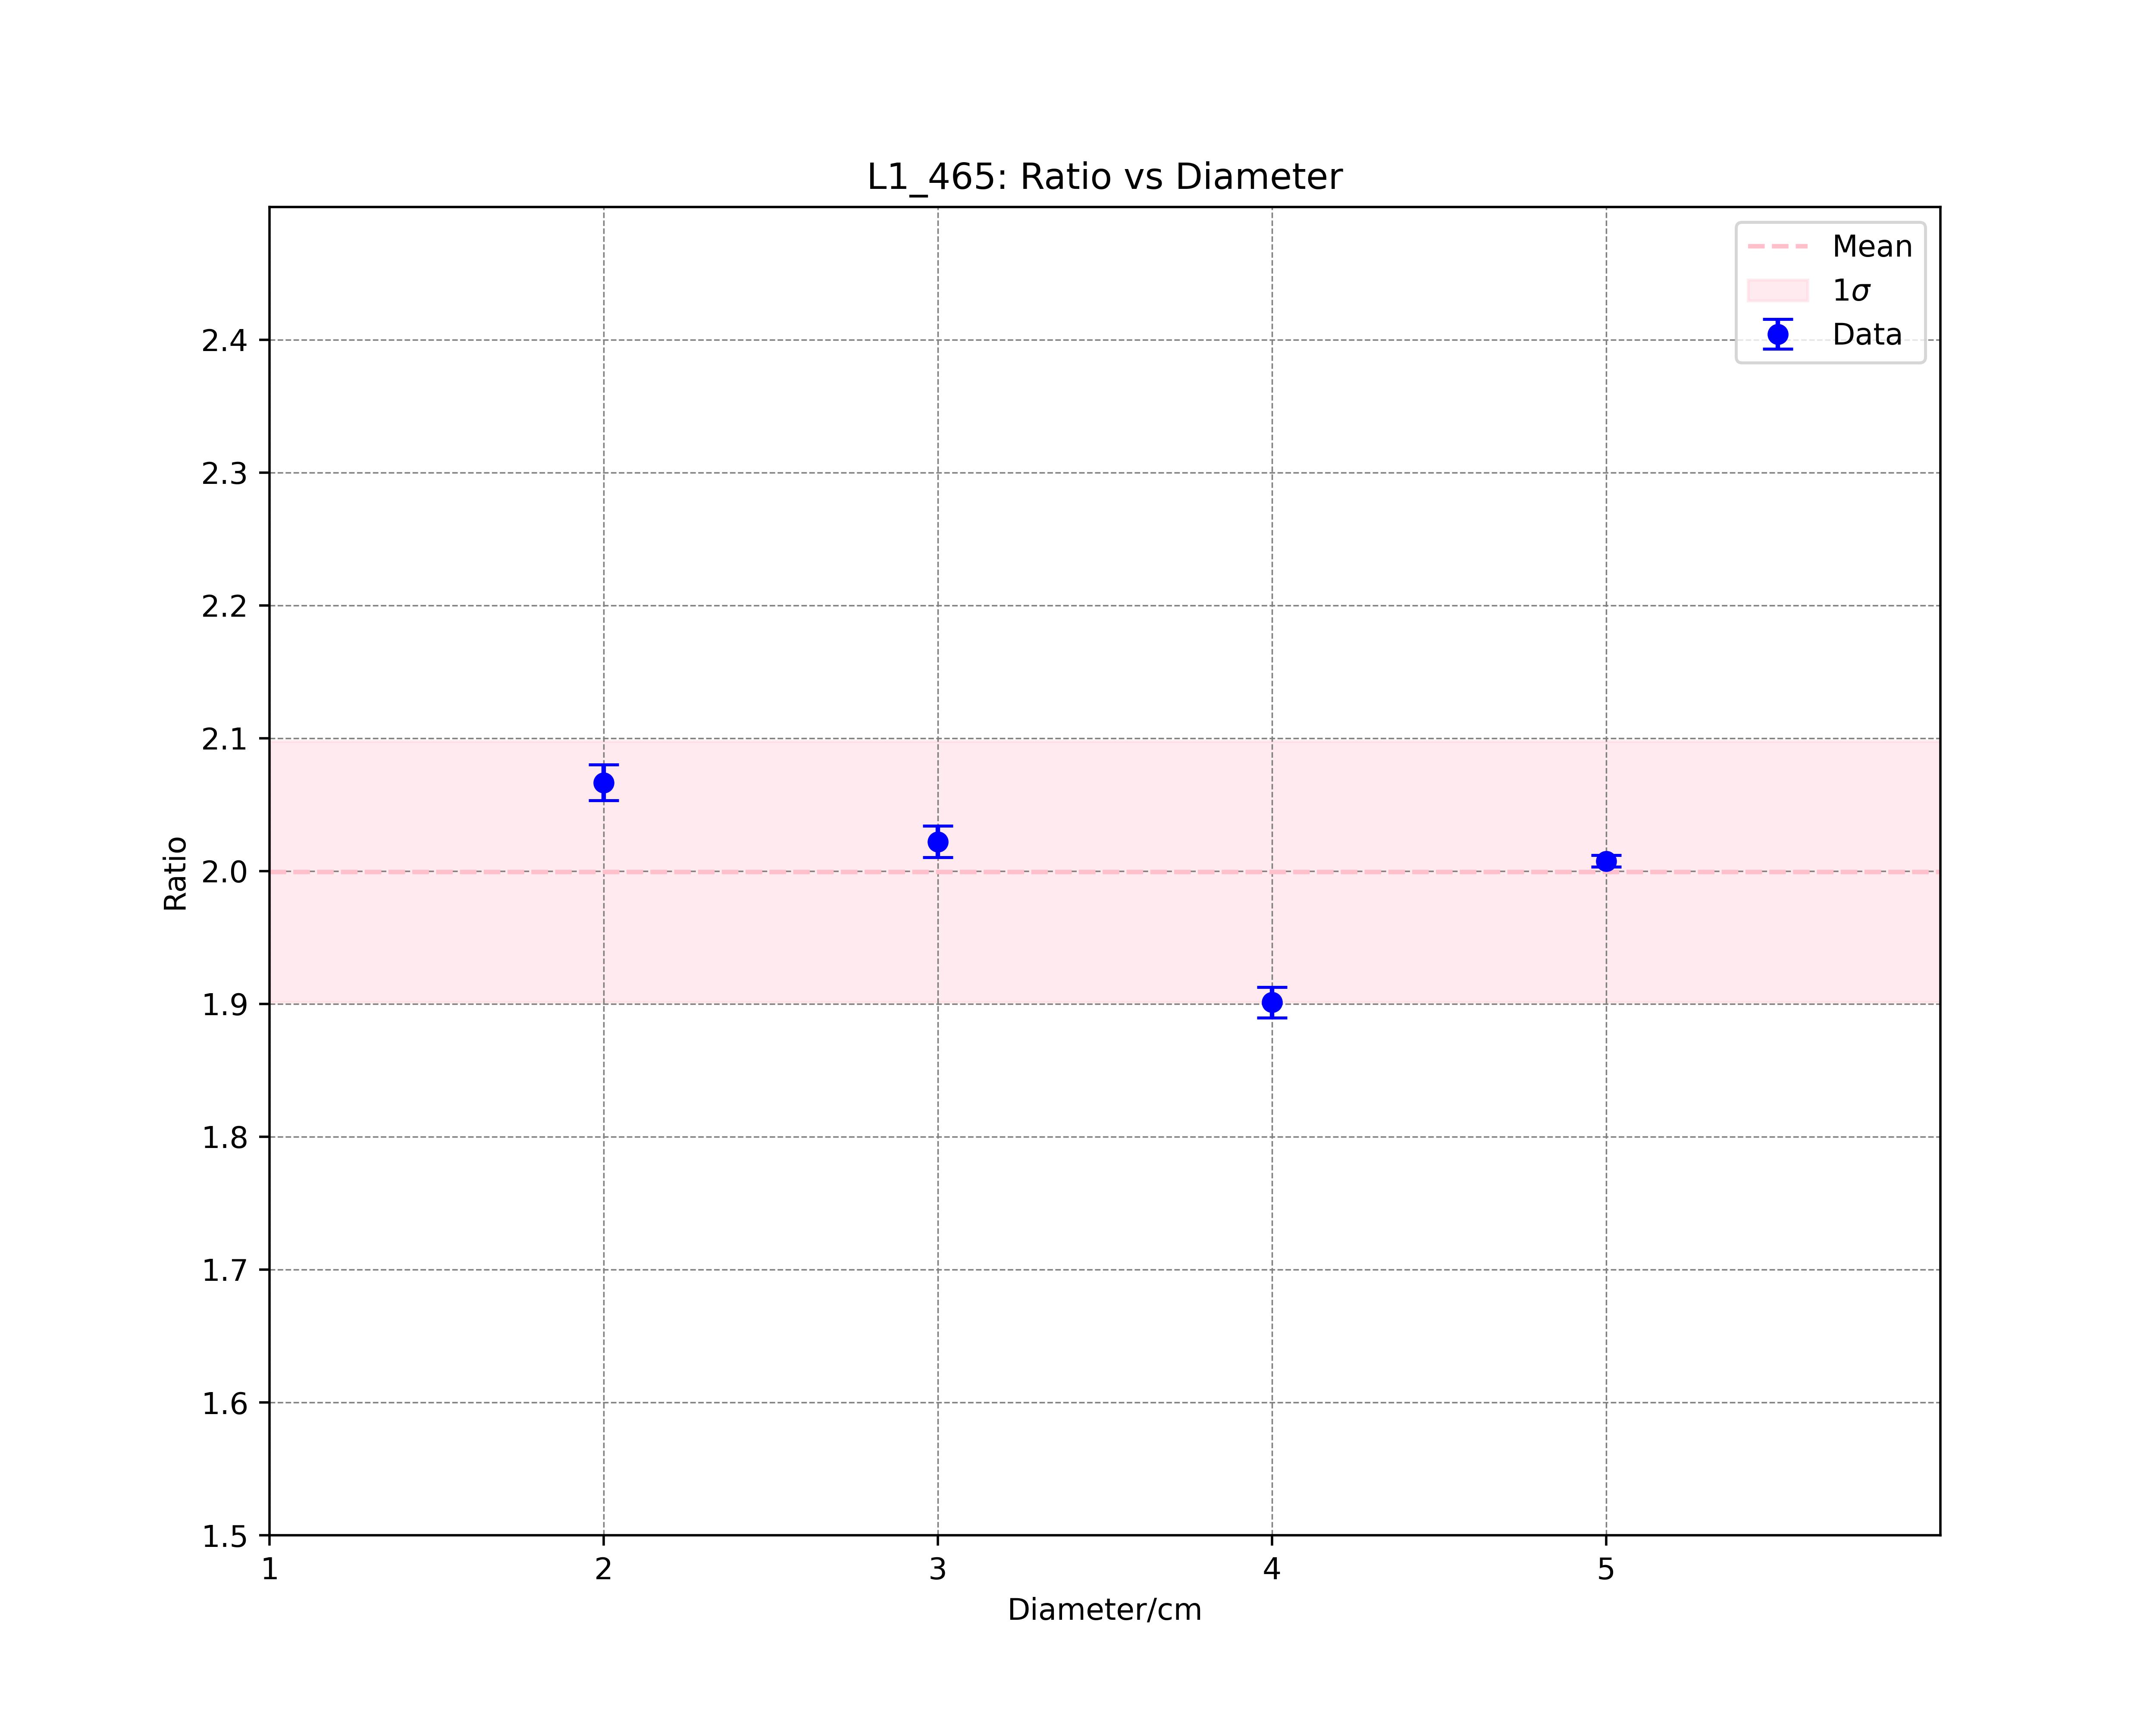 L1_465: Ratio vs Diameter
Mean
1σ
Data
2.4
2.3
2.2
2.1
2.0
1.9
1.8
1.7
1.6
1.5
Ratio
1 2 3 4 5
Diameter/cm